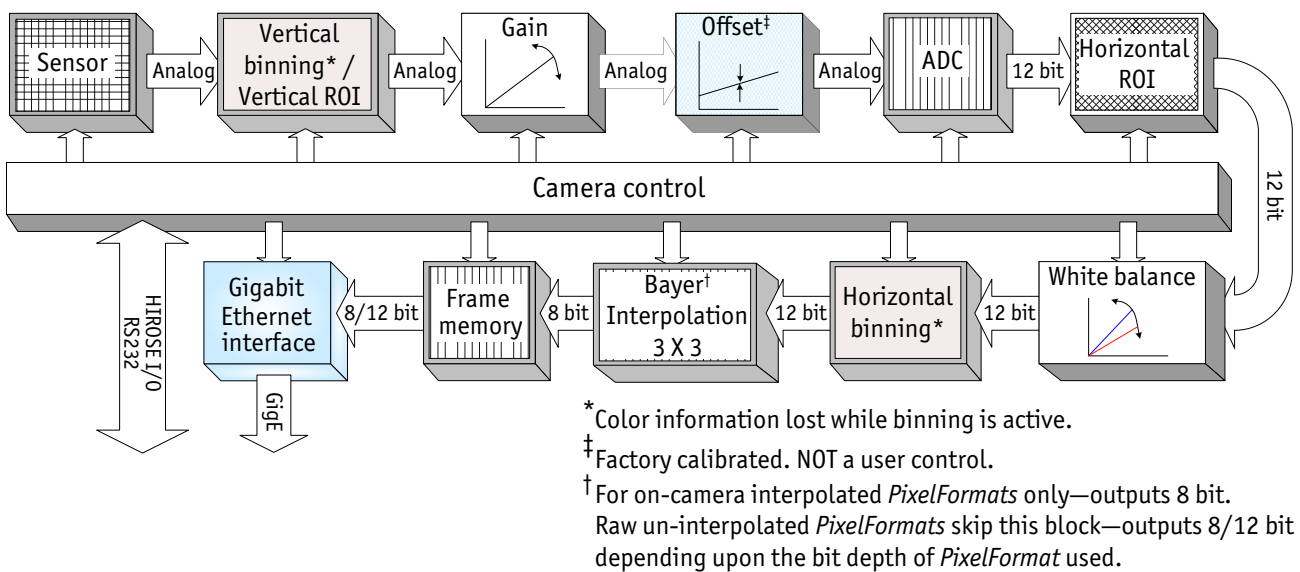 Sensor
Analog
Vertical
binning* /
Vertical ROI
Analog
Gain
Analog
Offset‡
Analog
ADC
12 bit
Horizontal
ROI
12 bit
Camera control
HIROSE I/O
RS232
Gigabit
Ethernet
interface
GigE
8/12 bit
Frame
memory
8 bit
Bayer†
Interpolation
3 X 3
12 bit
Horizontal
binning*
12 bit
White balance
*Color information lost while binning is active.
‡Factory calibrated. NOT a user control.
†For on-camera interpolated PixelFormats only—outputs 8 bit.
Raw un-interpolated PixelFormats skip this block—outputs 8/12 bit
depending upon the bit depth of PixelFormat used.